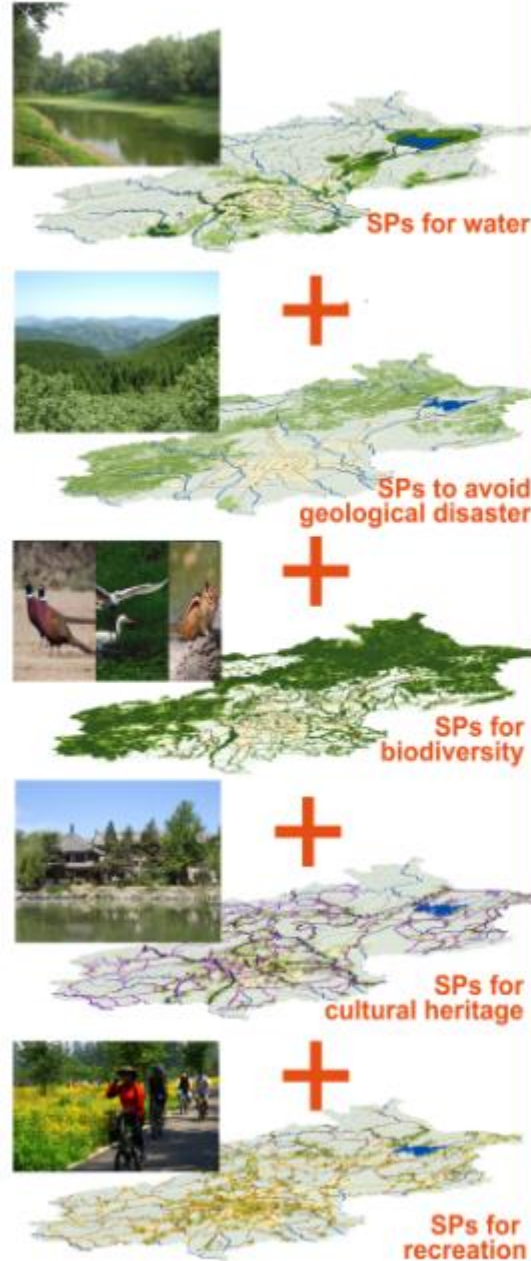 SPs for water
SPs to avoid
geological disaster
SPs for
biodiversity
SPs for
cultural heritage
SPs for
recreation